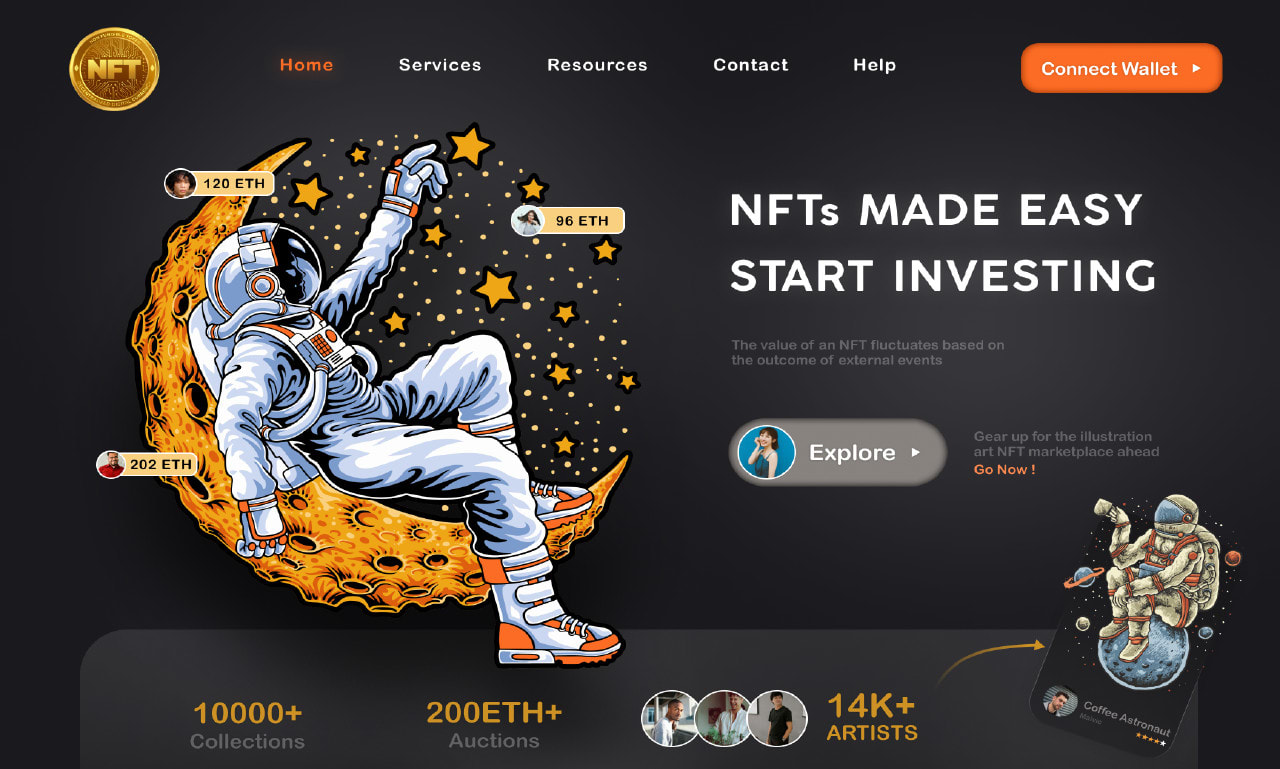 NFT
Home
Services
Resources
Contact
Help
Connect Wallet
120 ETH
96 ETH
202 ETH
NFTs MADE EASY
START INVESTING
The value of an NFT fluctuates based on
the outcome of external events
Explore
Gear up for the illustration
art NFT marketplace ahead
Go Now !
10000+
Collections
200ETH+
Auctions
14K+
ARTISTS
Coffee Astronaut